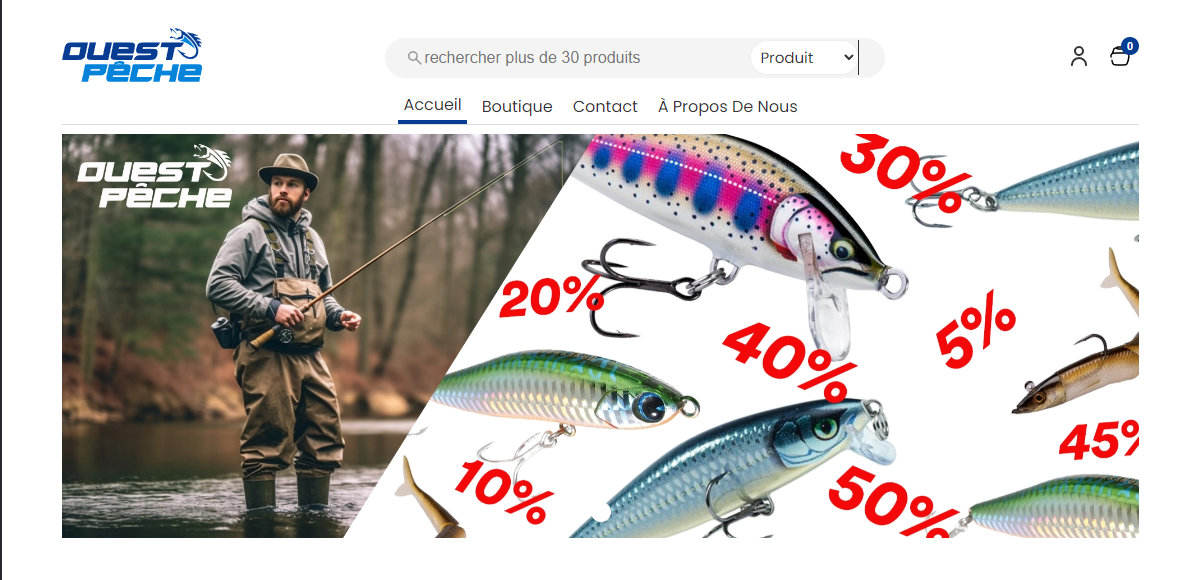 OUEST
PÊCHE
rechercher plus de 30 produits
Produit
0
Accueil
Boutique
Contact
À Propos De Nous
OUEST
PÊCHE
30%
20%
5%
40%
45%
10%
50%